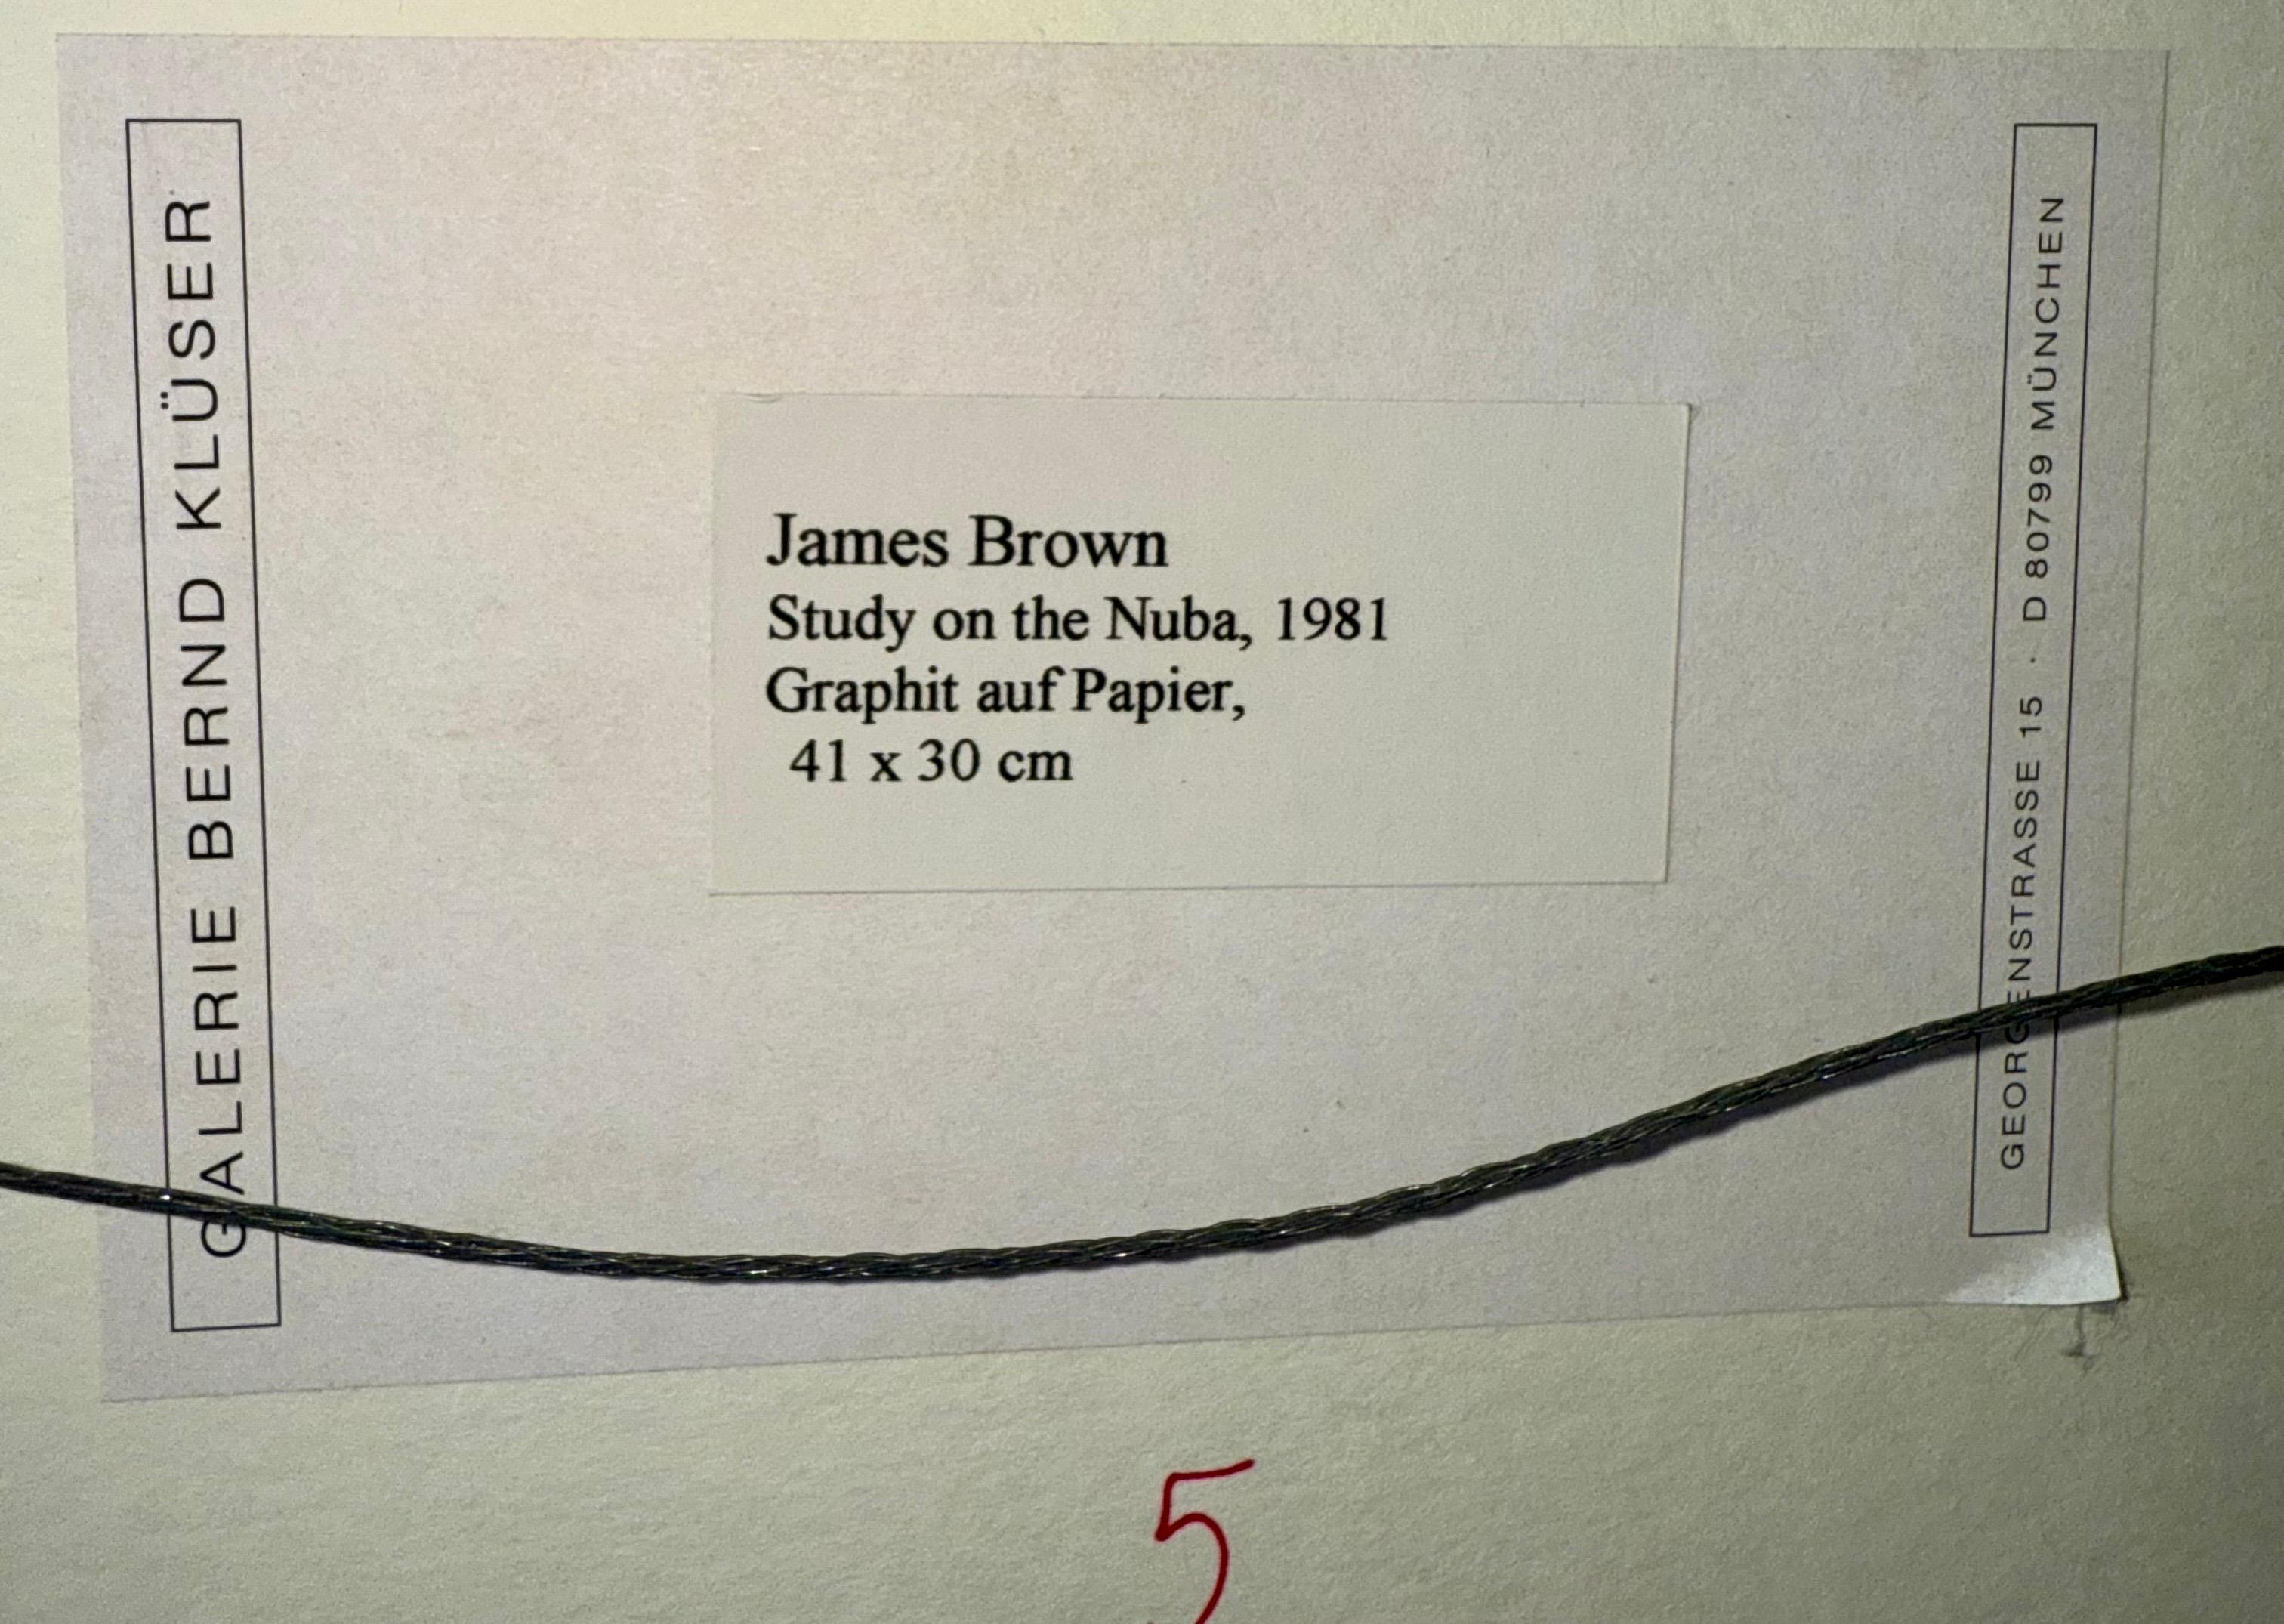 GALERIE BERND KLÜSER
James Brown
Study on the Nuba, 1981
Graphit auf Papier,
41 x 30 cm
GEORGENSTRASSE 15 · D 80799 MÜNCHEN
5